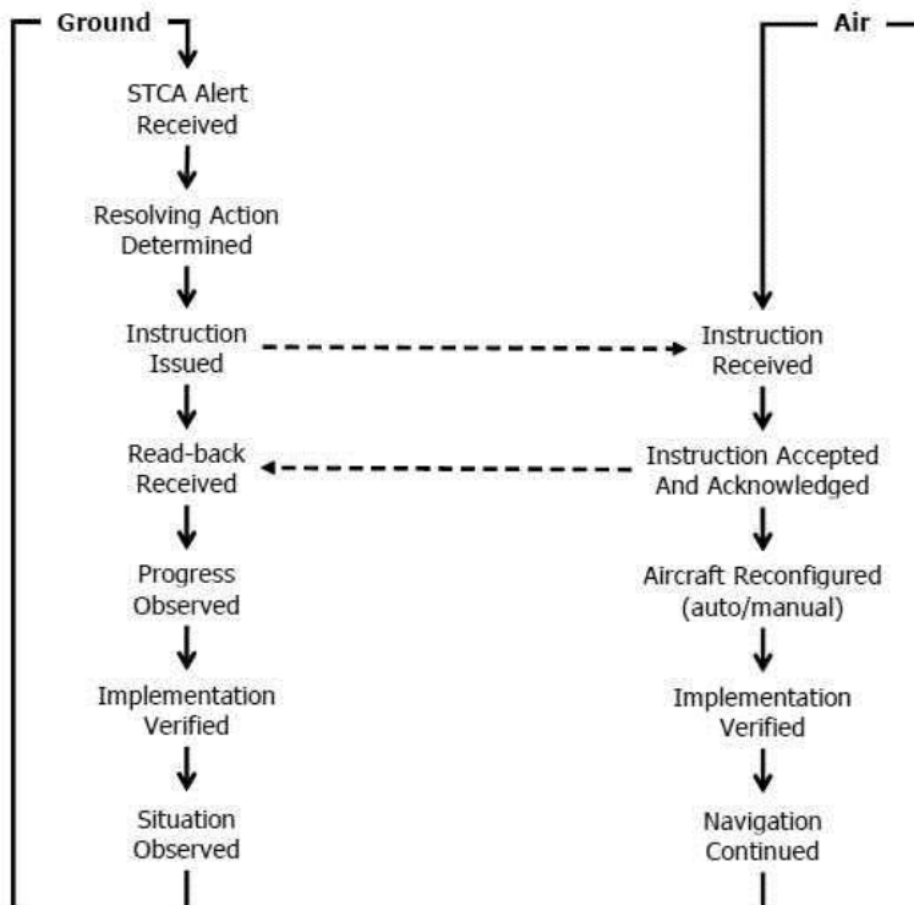 Ground
STCA Alert
Received
Resolving Action
Determined
Instruction
Issued
Read-back
Received
Progress
Observed
Implementation
Verified
Situation
Observed
Air
Instruction
Received
Instruction Accepted
And Acknowledged
Aircraft Reconfigured
(auto/manual)
Implementation
Verified
Navigation
Continued